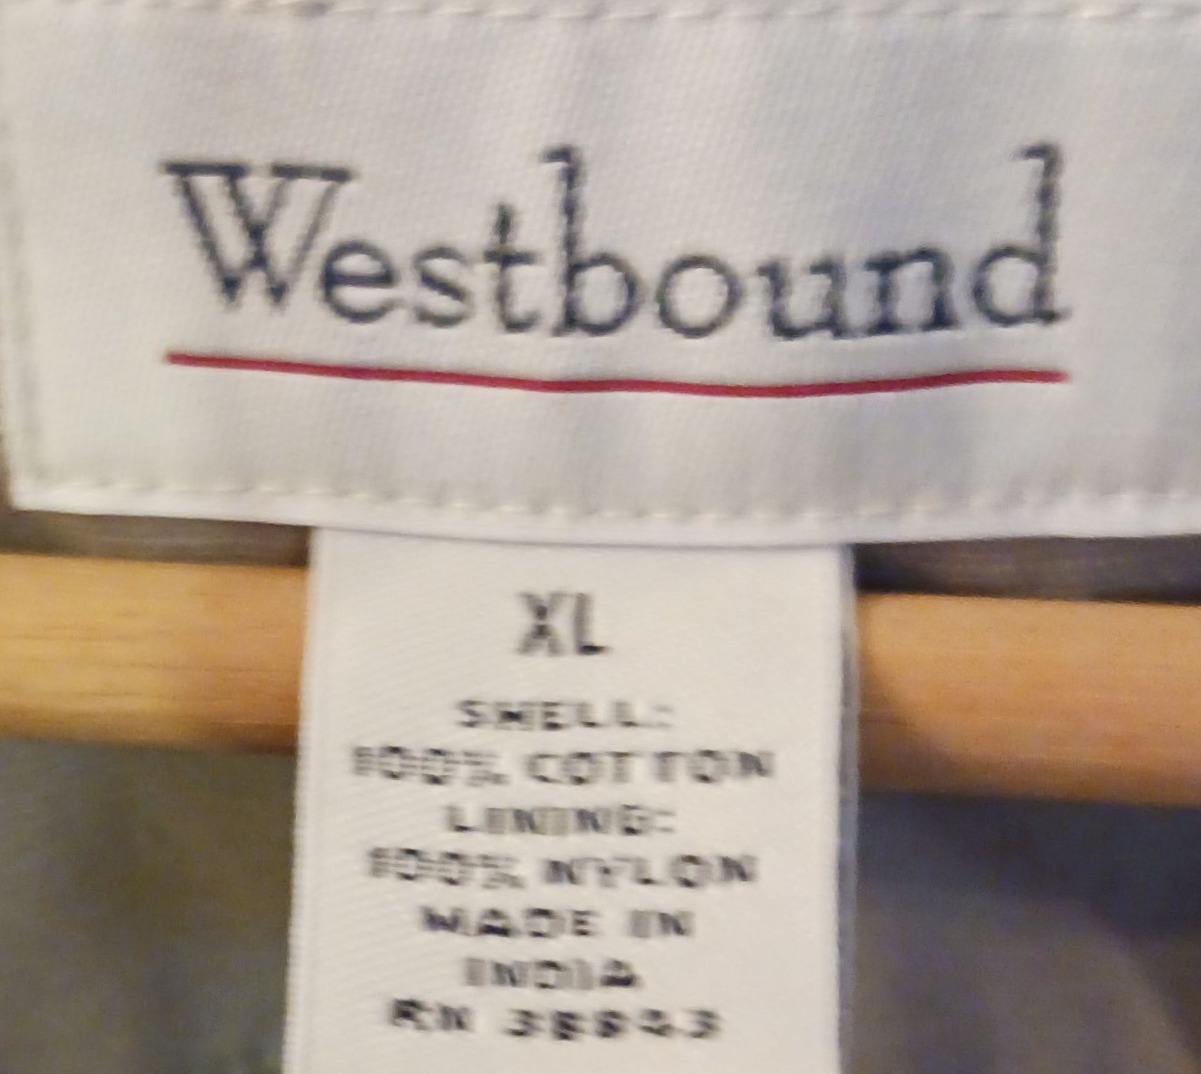 Westbound
XL
SHELL:
100% COTTON
LINING:
100% NYLON
MADE IN
INDIA
RN